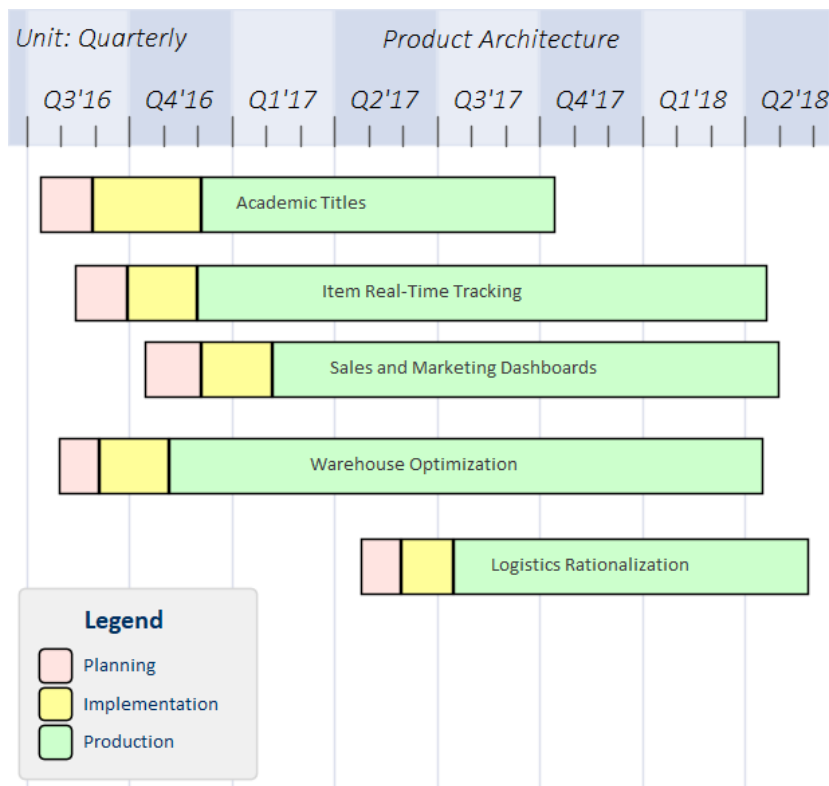 Unit: Quarterly
Product Architecture
Q3'16 Q4'16 Q1'17 Q2'17 Q3'17 Q4'17 Q1'18 Q2'18
Academic Titles
Item Real-Time Tracking
Sales and Marketing Dashboards
Warehouse Optimization
Logistics Rationalization
Legend
Planning
Implementation
Production